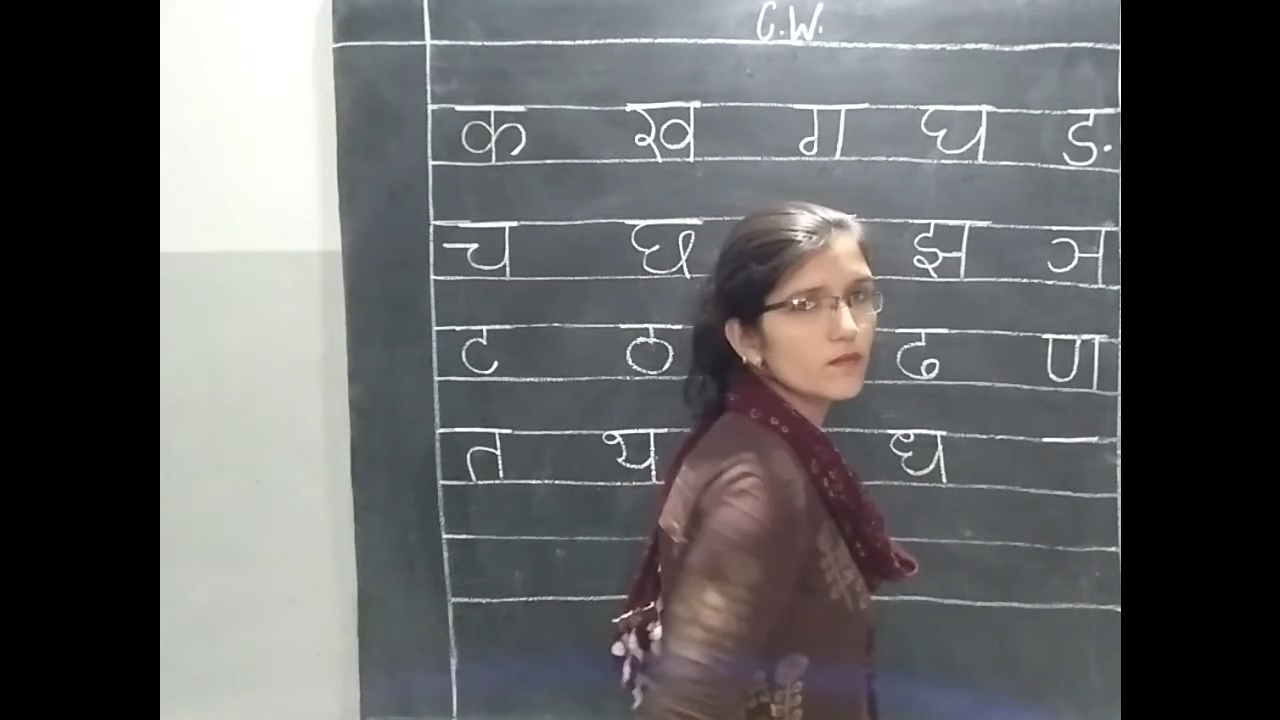 C.W.
क ख ग घ ङ
च छ झ ञ
ट ठ ढ ण
त थ ध